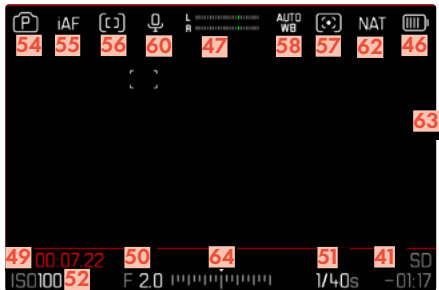 P iAF L R AUTO WB NAT
54 55 56 60 47 58 57 62 46
63
49 00:07.22 50 64 51 41 SD
ISO100 52 F 2.0 1/40s −01:17